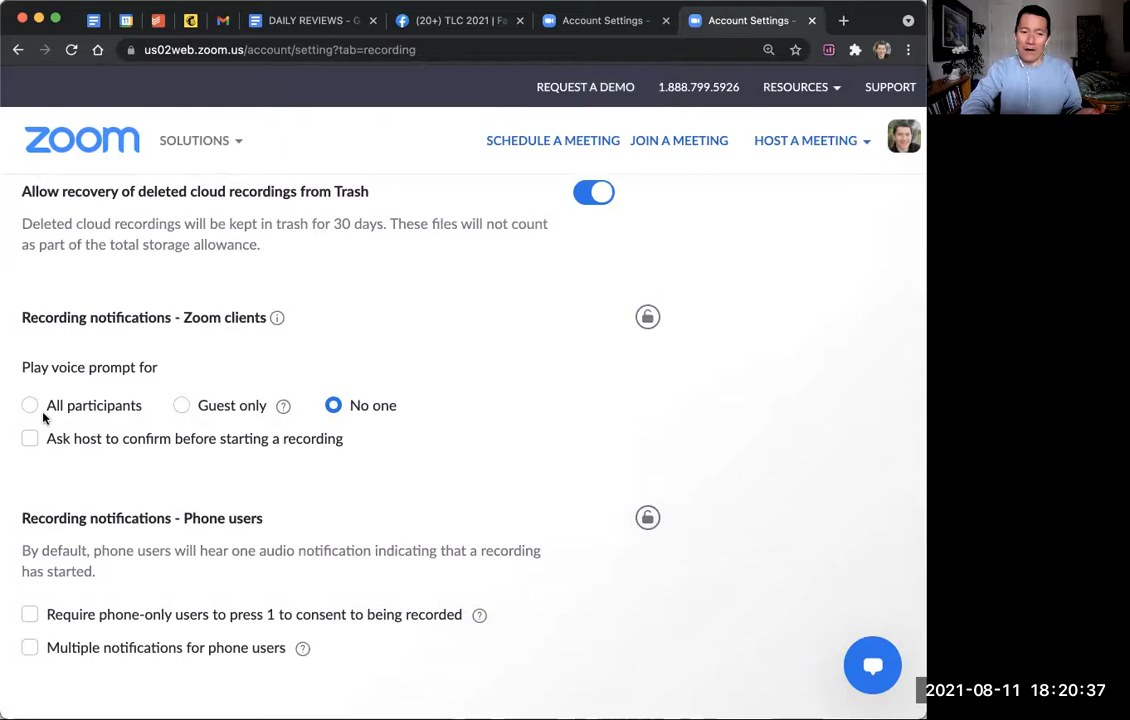 DAILY REVIEWS - G
(20+) TLC 2021 | Fa
Account Settings -
Account Settings -
us02web.zoom.us/account/setting?tab=recording
REQUEST A DEMO 1.888.799.5926 RESOURCES SUPPORT
zoom SOLUTIONS SCHEDULE A MEETING JOIN A MEETING HOST A MEETING
Allow recovery of deleted cloud recordings from Trash
Deleted cloud recordings will be kept in trash for 30 days. These files will not count
as part of the total storage allowance.
Recording notifications - Zoom clients
Play voice prompt for
All participants Guest only No one
Ask host to confirm before starting a recording
Recording notifications - Phone users
By default, phone users will hear one audio notification indicating that a recording
has started.
Require phone-only users to press 1 to consent to being recorded
Multiple notifications for phone users
2021-08-11 18:20:37